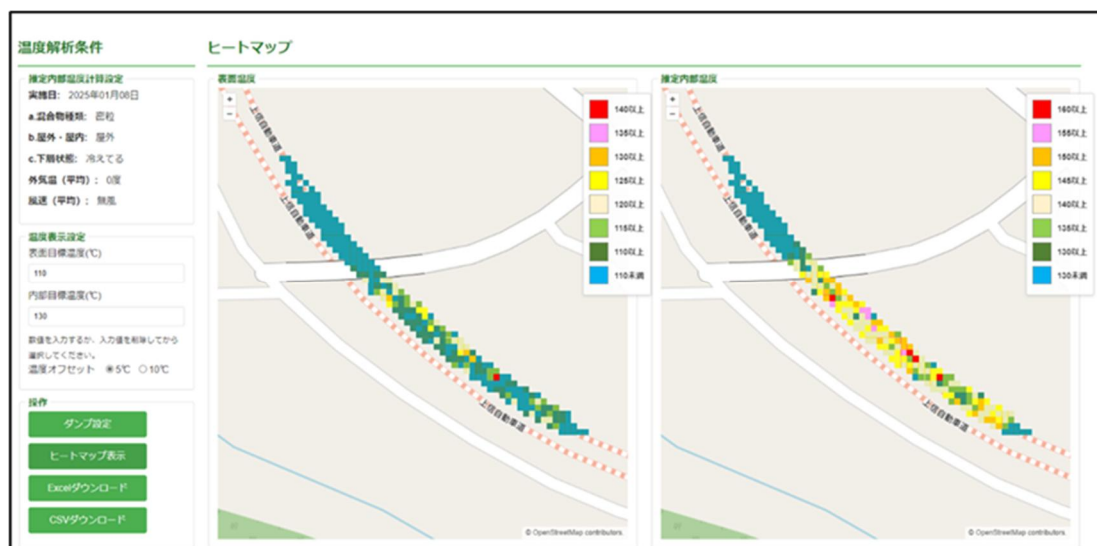 温度解析条件
推定内部温度計算設定
実施日: 2025年01月08日
a.混合物種類: 密粒
b.屋外・屋内: 屋外
c.下層状態: 冷えてる
外気温(平均): 0度
風速(平均): 無風
温度表示設定
表面目標温度(℃)
110
内部目標温度(℃)
130
数値を入力するか、入力値を削除してから
選択してください。
温度オフセット 5℃ 10℃
操作
ダンプ設定
ヒートマップ表示
Excelダウンロード
CSVダウンロード
ヒートマップ
表面温度
+
−
上信自動車道
上信自動車道
上信自動車道
140以上
135以上
130以上
125以上
120以上
115以上
110以上
110未満
© OpenStreetMap contributors.
推定内部温度
+
−
上信自動車道
上信自動車道
上信自動車道
160以上
155以上
150以上
145以上
140以上
135以上
130以上
130未満
© OpenStreetMap contributors.